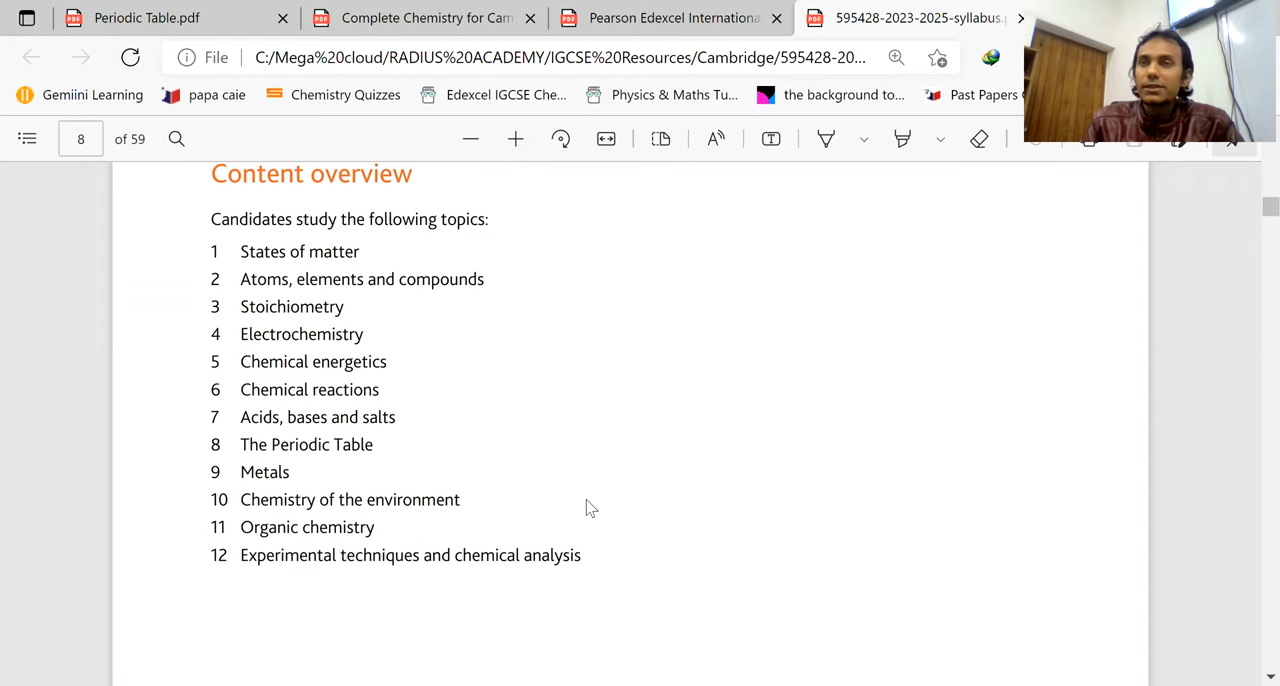 Periodic Table.pdf
Complete Chemistry for Cam
Pearson Edexcel Internationa
595428-2023-2025-syllabus.p
File
C:/Mega%20cloud/RADIUS%20ACADEMY/IGCSE%20Resources/Cambridge/595428-20...
Gemiini Learning
papa caie
Chemistry Quizzes
Edexcel IGCSE Che...
Physics & Maths Tu...
the background to...
Past Papers
8 of 59
Content overview
Candidates study the following topics:
1 States of matter
2 Atoms, elements and compounds
3 Stoichiometry
4 Electrochemistry
5 Chemical energetics
6 Chemical reactions
7 Acids, bases and salts
8 The Periodic Table
9 Metals
10 Chemistry of the environment
11 Organic chemistry
12 Experimental techniques and chemical analysis